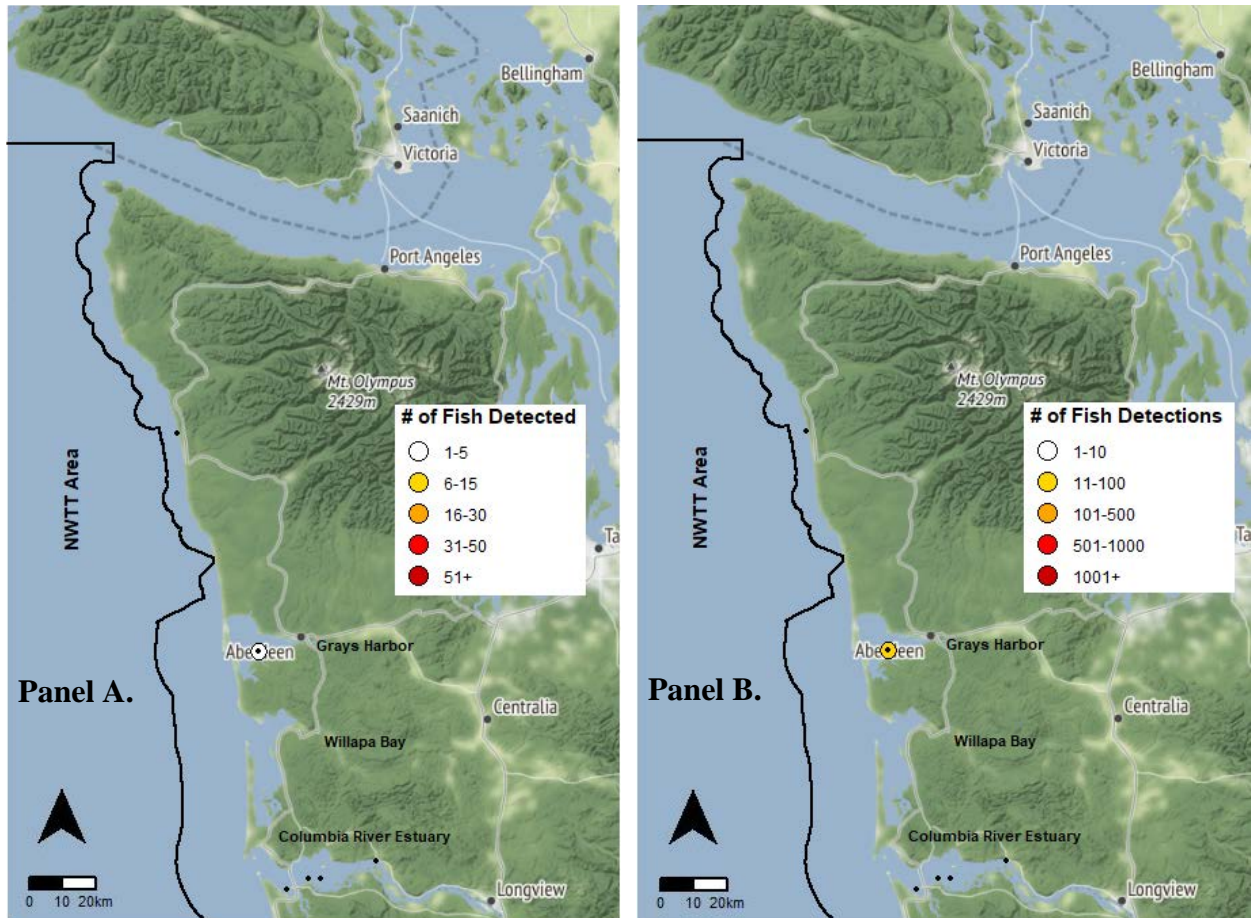 Bellingham
Saanich
Victoria
Port Angeles
Mt. Olympus
2429m
# of Fish Detected
1-5
6-15
16-30
31-50
51+
NWTT Area
Ta
Grays Harbor
Panel A.
Centralia
Willapa Bay
Columbia River Estuary
Longview
0 10 20km
Bellingham
Saanich
Victoria
Port Angeles
Mt. Olympus
2429m
# of Fish Detections
1-10
11-100
101-500
501-1000
1001+
NWTT Area
Ta
Grays Harbor
Panel B.
Centralia
Willapa Bay
Columbia River Estuary
Longview
0 10 20km